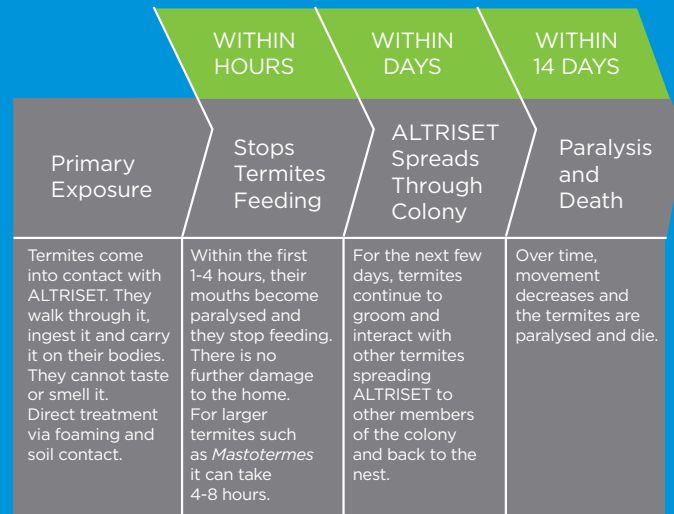 WITHIN
HOURS
WITHIN
DAYS
WITHIN
14 DAYS
Primary
Exposure
Stops
Termites
Feeding
ALTRISET
Spreads
Through
Colony
Paralysis
and
Death
Termites come
into contact with
ALTRISET. They
walk through it,
ingest it and carry
it on their bodies.
They cannot taste
or smell it.
Direct treatment
via foaming and
soil contact.
Within the first
1-4 hours, their
mouths become
paralysed and
they stop feeding.
There is no
further damage
to the home.
For larger
termites such
as Mastotermes
it can take
4-8 hours.
For the next few
days, termites
continue to
groom and
interact with
other termites
spreading
ALTRISET to
other members
of the colony
and back to the
nest.
Over time,
movement
decreases and
the termites are
paralysed and die.